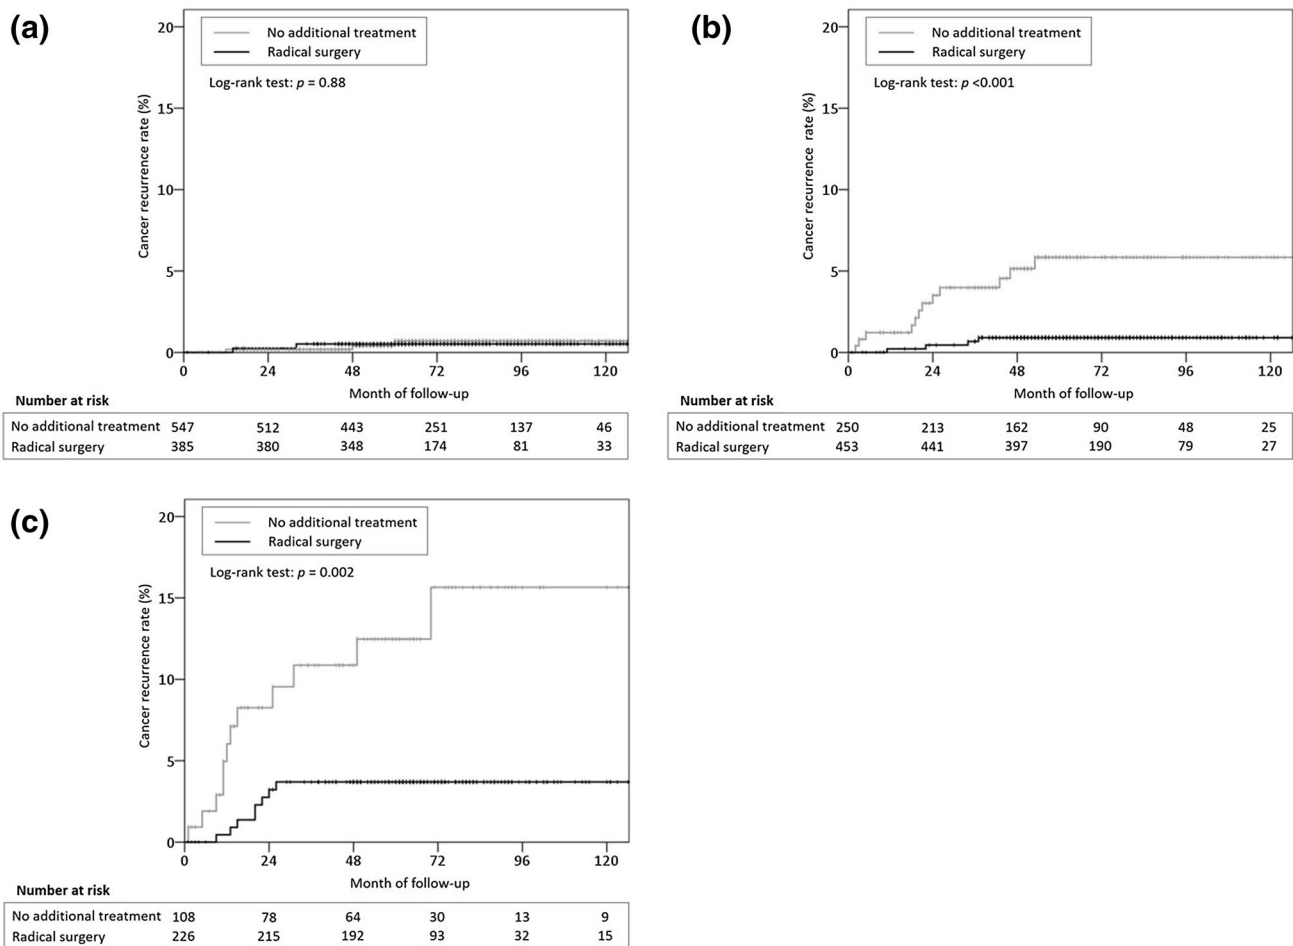 (a)
20
15
10
5
0
Cancer recurrence rate (%)
No additional treatment
Radical surgery
Log-rank test: p = 0.88
0 24 48 72 96 120
Month of follow-up
Number at risk
No additional treatment 547 512 443 251 137 46
Radical surgery 385 380 348 174 81 33
(b)
20
15
10
5
0
Cancer recurrence rate (%)
No additional treatment
Radical surgery
Log-rank test: p <0.001
0 24 48 72 96 120
Month of follow-up
Number at risk
No additional treatment 250 213 162 90 48 25
Radical surgery 453 441 397 190 79 27
(c)
20
15
10
5
0
Cancer recurrence rate (%)
No additional treatment
Radical surgery
Log-rank test: p = 0.002
0 24 48 72 96 120
Month of follow-up
Number at risk
No additional treatment 108 78 64 30 13 9
Radical surgery 226 215 192 93 32 15